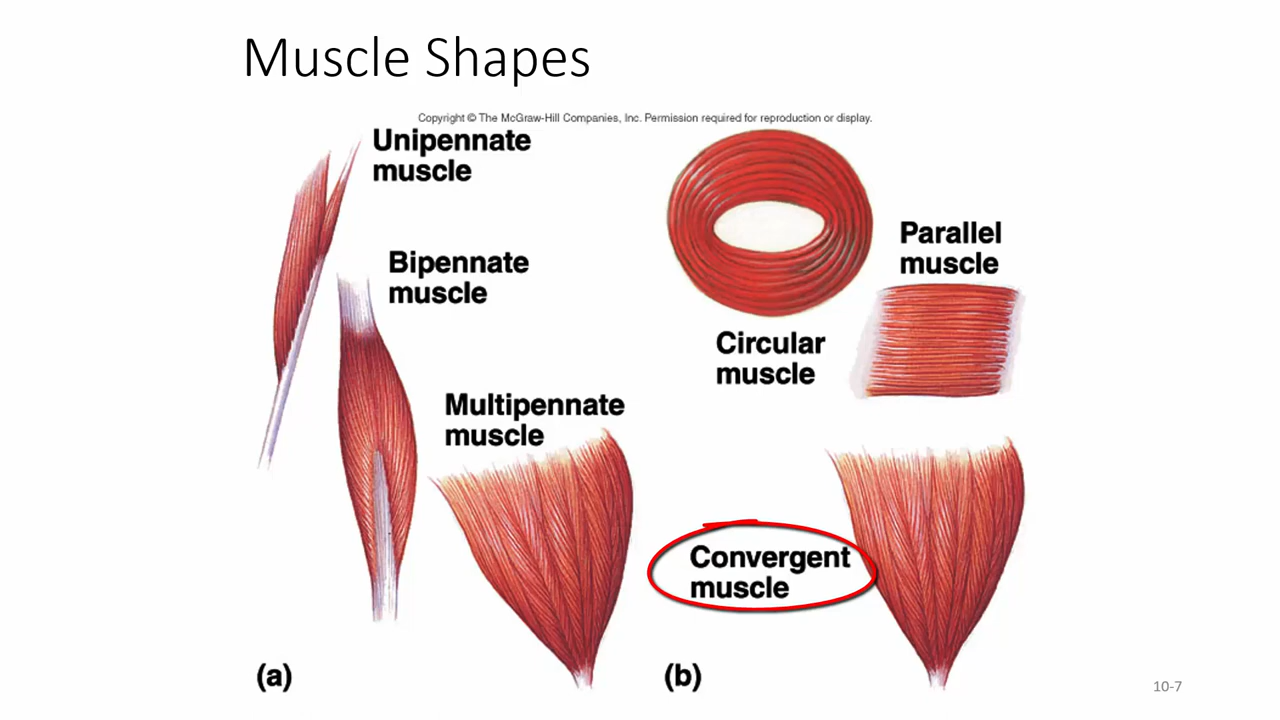 Muscle Shapes
Copyright © The McGraw-Hill Companies, Inc. Permission required for reproduction or display.
Unipennate
muscle
Bipennate
muscle
Multipennate
muscle
(a)
Parallel
muscle
Circular
muscle
Convergent
muscle
(b)
10-7